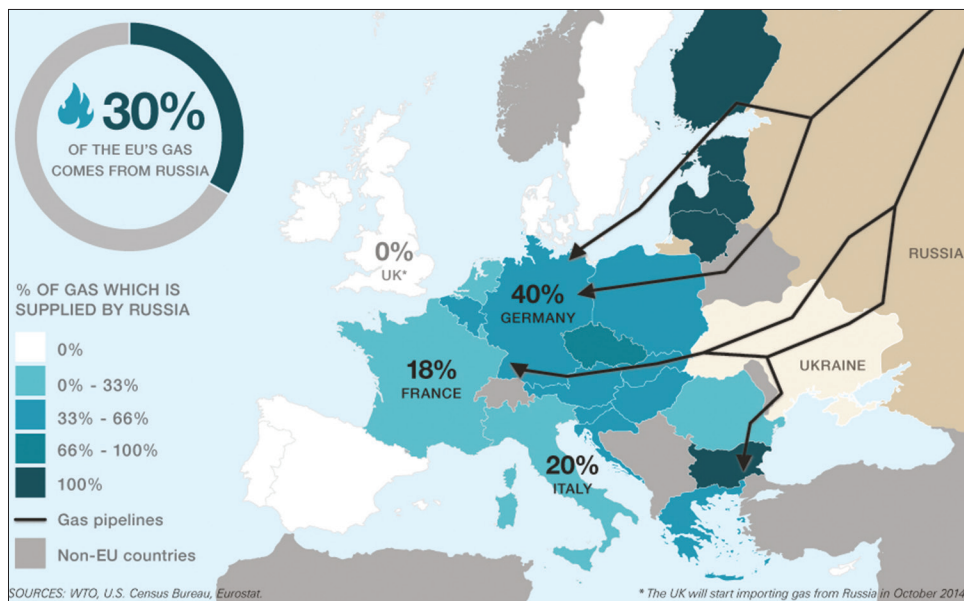 30%
OF THE EU'S GAS
COMES FROM RUSSIA
% OF GAS WHICH IS
SUPPLIED BY RUSSIA
0%
0% - 33%
33% - 66%
66% - 100%
100%
Gas pipelines
Non-EU countries
0%
UK*
40%
GERMANY
18%
FRANCE
20%
ITALY
RUSSIA
UKRAINE
SOURCES: WTO, U.S. Census Bureau, Eurostat.
* The UK will start importing gas from Russia in October 2014